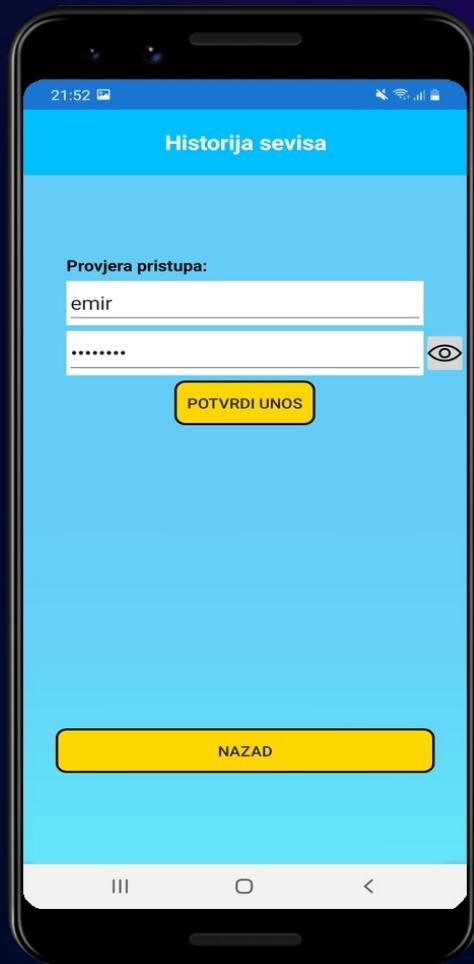 21:52
Historija sevisa
Provjera pristupa:
emir
••••••••
POTVRDI UNOS
NAZAD